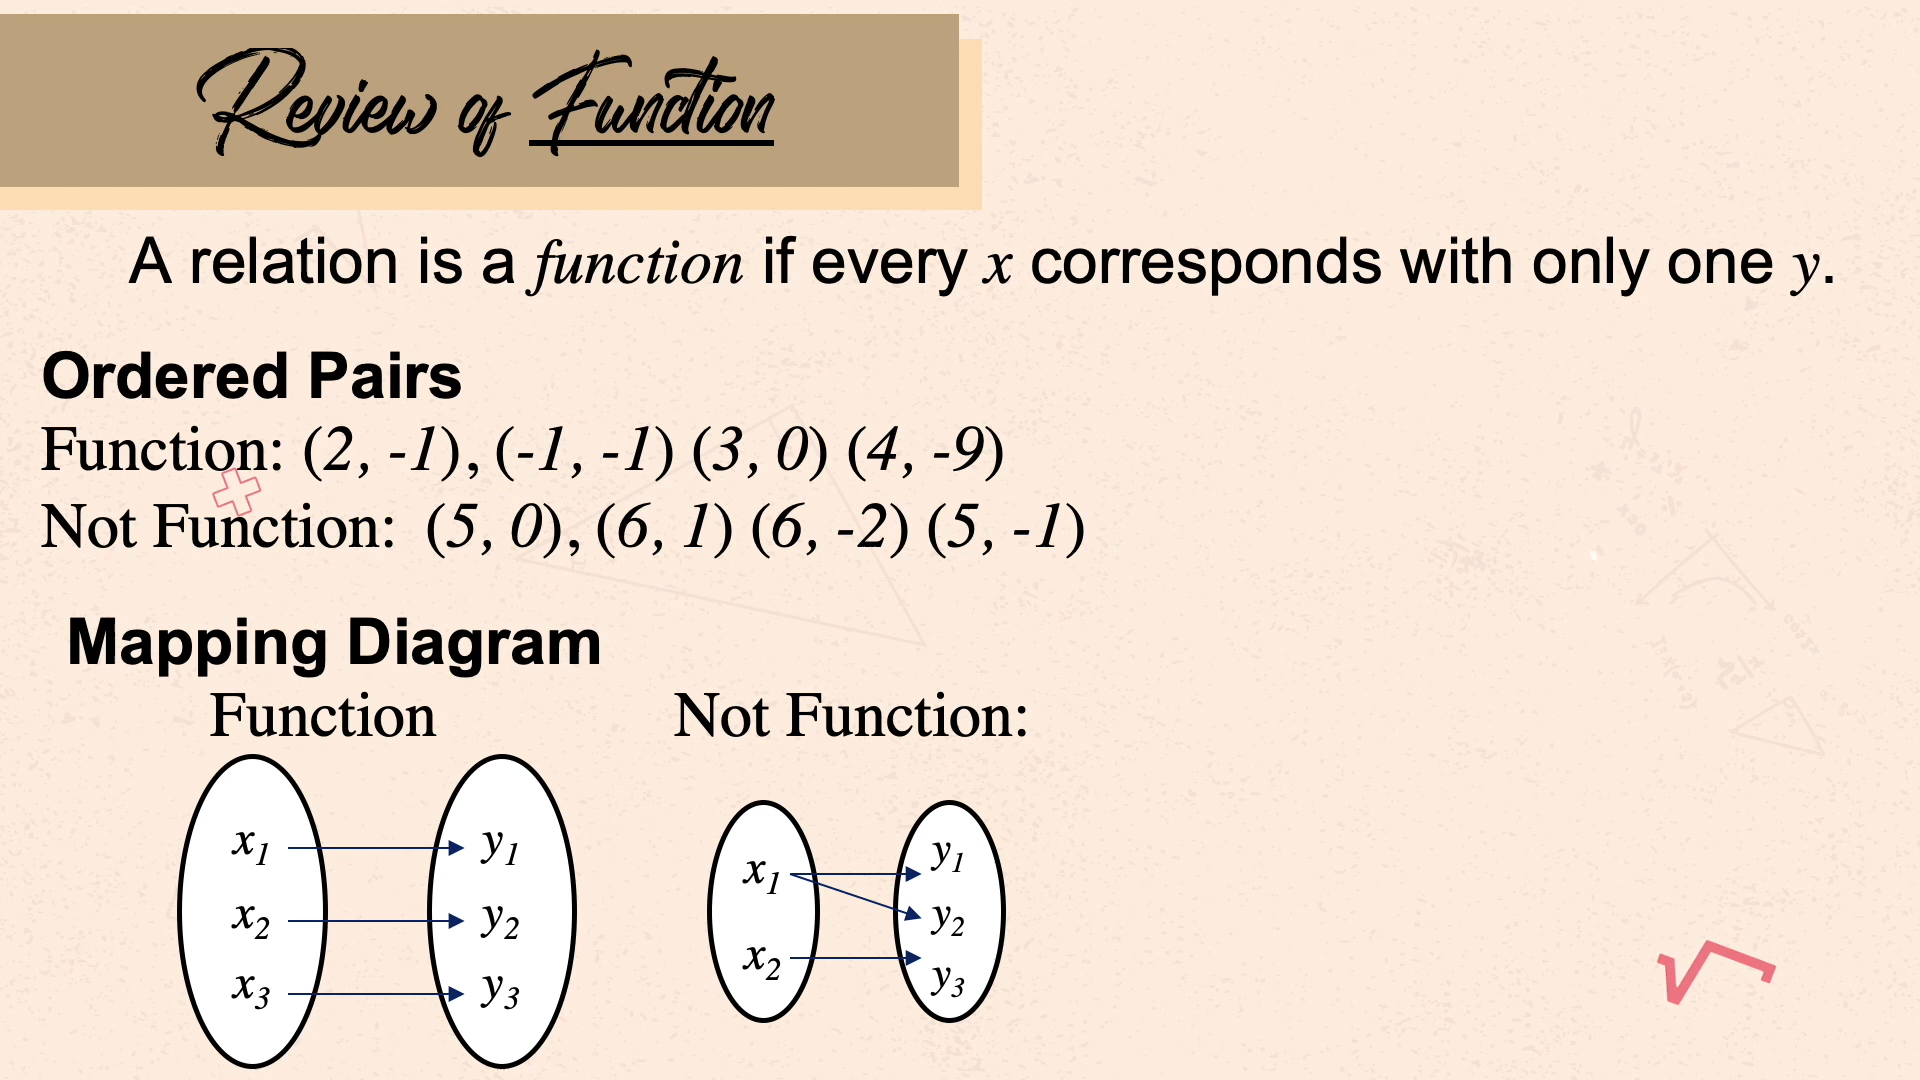 Review of Function
A relation is a function if every x corresponds with only one y.
Ordered Pairs
Function: (2, -1), (-1, -1) (3, 0) (4, -9)
Not Function: (5, 0), (6, 1) (6, -2) (5, -1)
Mapping Diagram
Function
x1 y1
x2 y2
x3 y3
Not Function:
x1 y1
y2
x2 y3